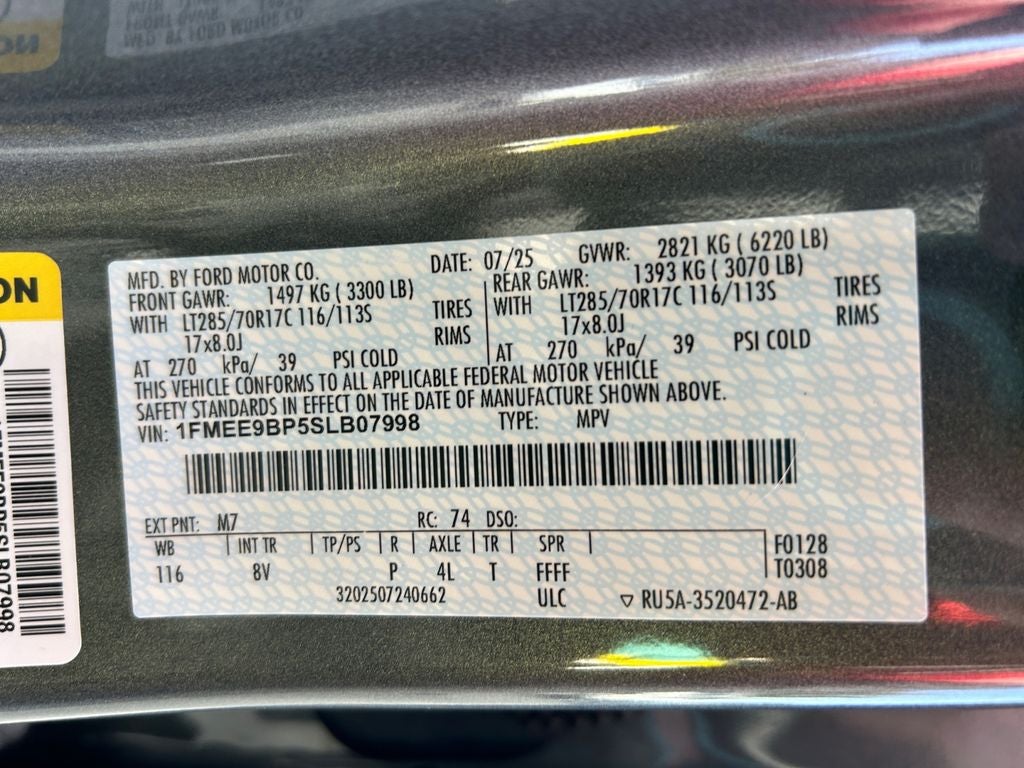 ON
MFD. BY FORD MOTOR CO. DATE: 07/25 GVWR: 2821 KG ( 6220 LB)
FRONT GAWR: 1497 KG ( 3300 LB) REAR GAWR: 1393 KG ( 3070 LB)
WITH LT285/70R17C 116/113S TIRES WITH LT285/70R17C 116/113S TIRES
17x8.0J RIMS 17x8.0J RIMS
AT 270 kPa/ 39 PSI COLD AT 270 kPa/ 39 PSI COLD
THIS VEHICLE CONFORMS TO ALL APPLICABLE FEDERAL MOTOR VEHICLE
SAFETY STANDARDS IN EFFECT ON THE DATE OF MANUFACTURE SHOWN ABOVE.
VIN: 1FMEE9BP5SLB07998 TYPE: MPV
EXT PNT: M7 RC: 74 DSO:
WB INT TR TP/PS R AXLE TR SPR F0128
116 8V P 4L T FFFF T0308
3202507240662 ULC ▽ RU5A-3520472-AB